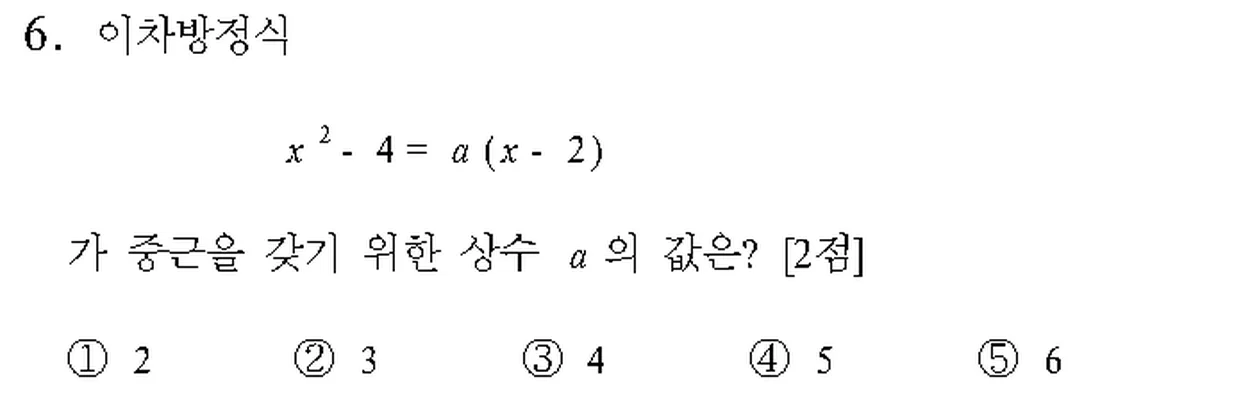 6. 이차방정식
x² - 4 = a (x - 2)
가 중근을 갖기 위한 상수 a 의 값은? [2점]
① 2 ② 3 ③ 4 ④ 5 ⑤ 6